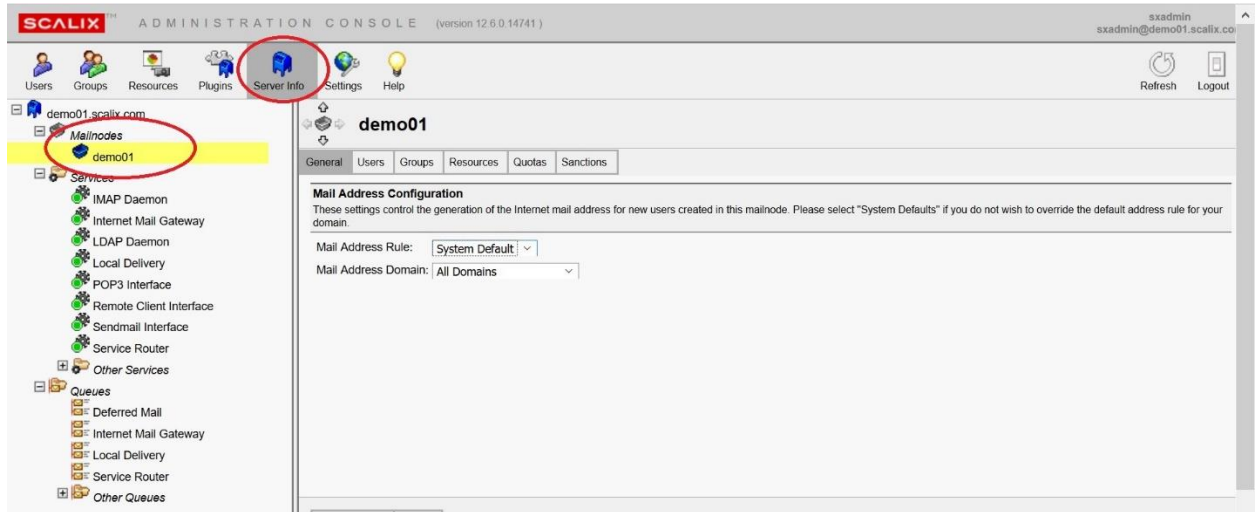 SCALIX™ ADMINISTRATION CONSOLE (version 12.6.0.14741 )
sxadmin
sxadmin@demo01.scalix.co
Users Groups Resources Plugins Server Info Settings Help Refresh Logout
demo01.scalix.com
Mailnodes
demo01
Services
IMAP Daemon
Internet Mail Gateway
LDAP Daemon
Local Delivery
POP3 Interface
Remote Client Interface
Sendmail Interface
Service Router
Other Services
Queues
Deferred Mail
Internet Mail Gateway
Local Delivery
Service Router
Other Queues
demo01
General Users Groups Resources Quotas Sanctions
Mail Address Configuration
These settings control the generation of the Internet mail address for new users created in this mailnode. Please select "System Defaults" if you do not wish to override the default address rule for your
domain.
Mail Address Rule: System Default
Mail Address Domain: All Domains